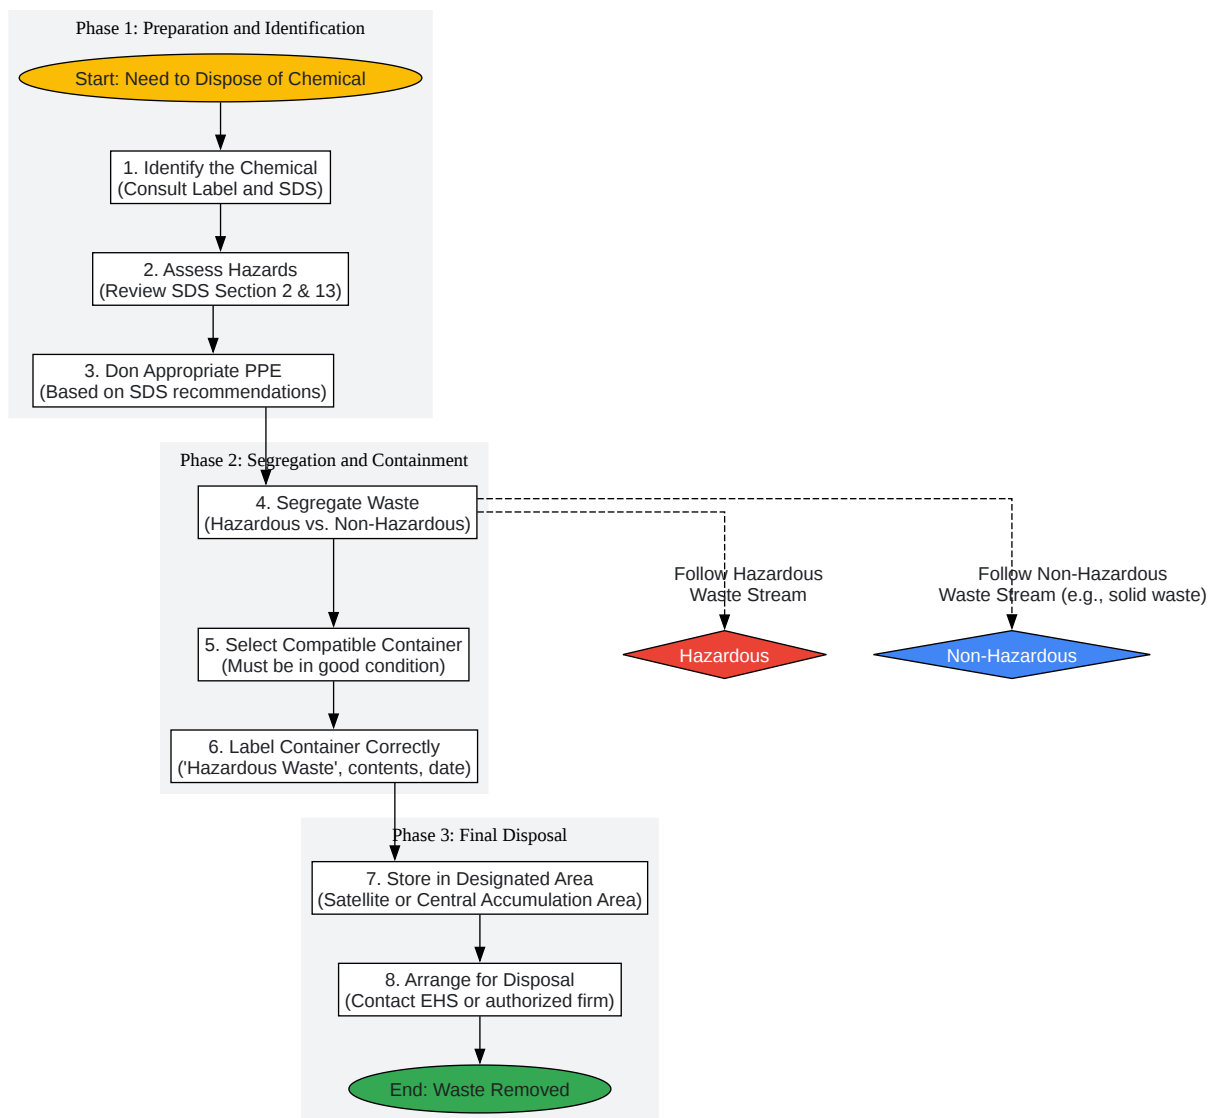 Phase 1: Preparation and Identification
Start: Need to Dispose of Chemical
1. Identify the Chemical
(Consult Label and SDS)
2. Assess Hazards
(Review SDS Section 2 & 13)
3. Don Appropriate PPE
(Based on SDS recommendations)
Phase 2: Segregation and Containment
4. Segregate Waste
(Hazardous vs. Non-Hazardous)
Follow Hazardous
Waste Stream
Follow Non-Hazardous
Waste Stream (e.g., solid waste)
Hazardous
Non-Hazardous
5. Select Compatible Container
(Must be in good condition)
6. Label Container Correctly
('Hazardous Waste', contents, date)
Phase 3: Final Disposal
7. Store in Designated Area
(Satellite or Central Accumulation Area)
8. Arrange for Disposal
(Contact EHS or authorized firm)
End: Waste Removed